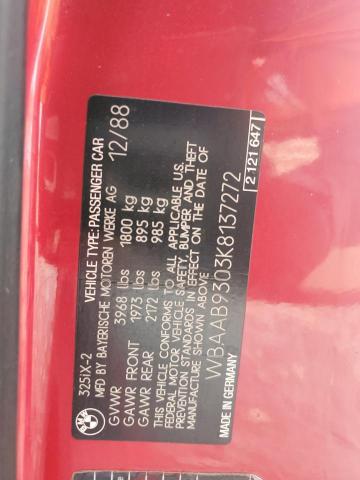 325iX-2 VEHICLE TYPE: PASSENGER CAR
MFD BY BAYERISCHE MOTOREN WERKE AG 12/88
GVWR 3968 lbs 1800 kg
GAWR FRONT 1973 lbs 895 kg
GAWR REAR 2172 lbs 985 kg
THIS VEHICLE CONFORMS TO ALL APPLICABLE US.
FEDERAL MOTOR VEHICLE SAFETY, BUMPER AND THEFT
PREVENTION STANDARDS IN EFFECT ON THE DATE OF
MANUFACTURE SHOWN ABOVE.
WBAAB9303K8137272
MADE IN GERMANY 2.121 647
BMW